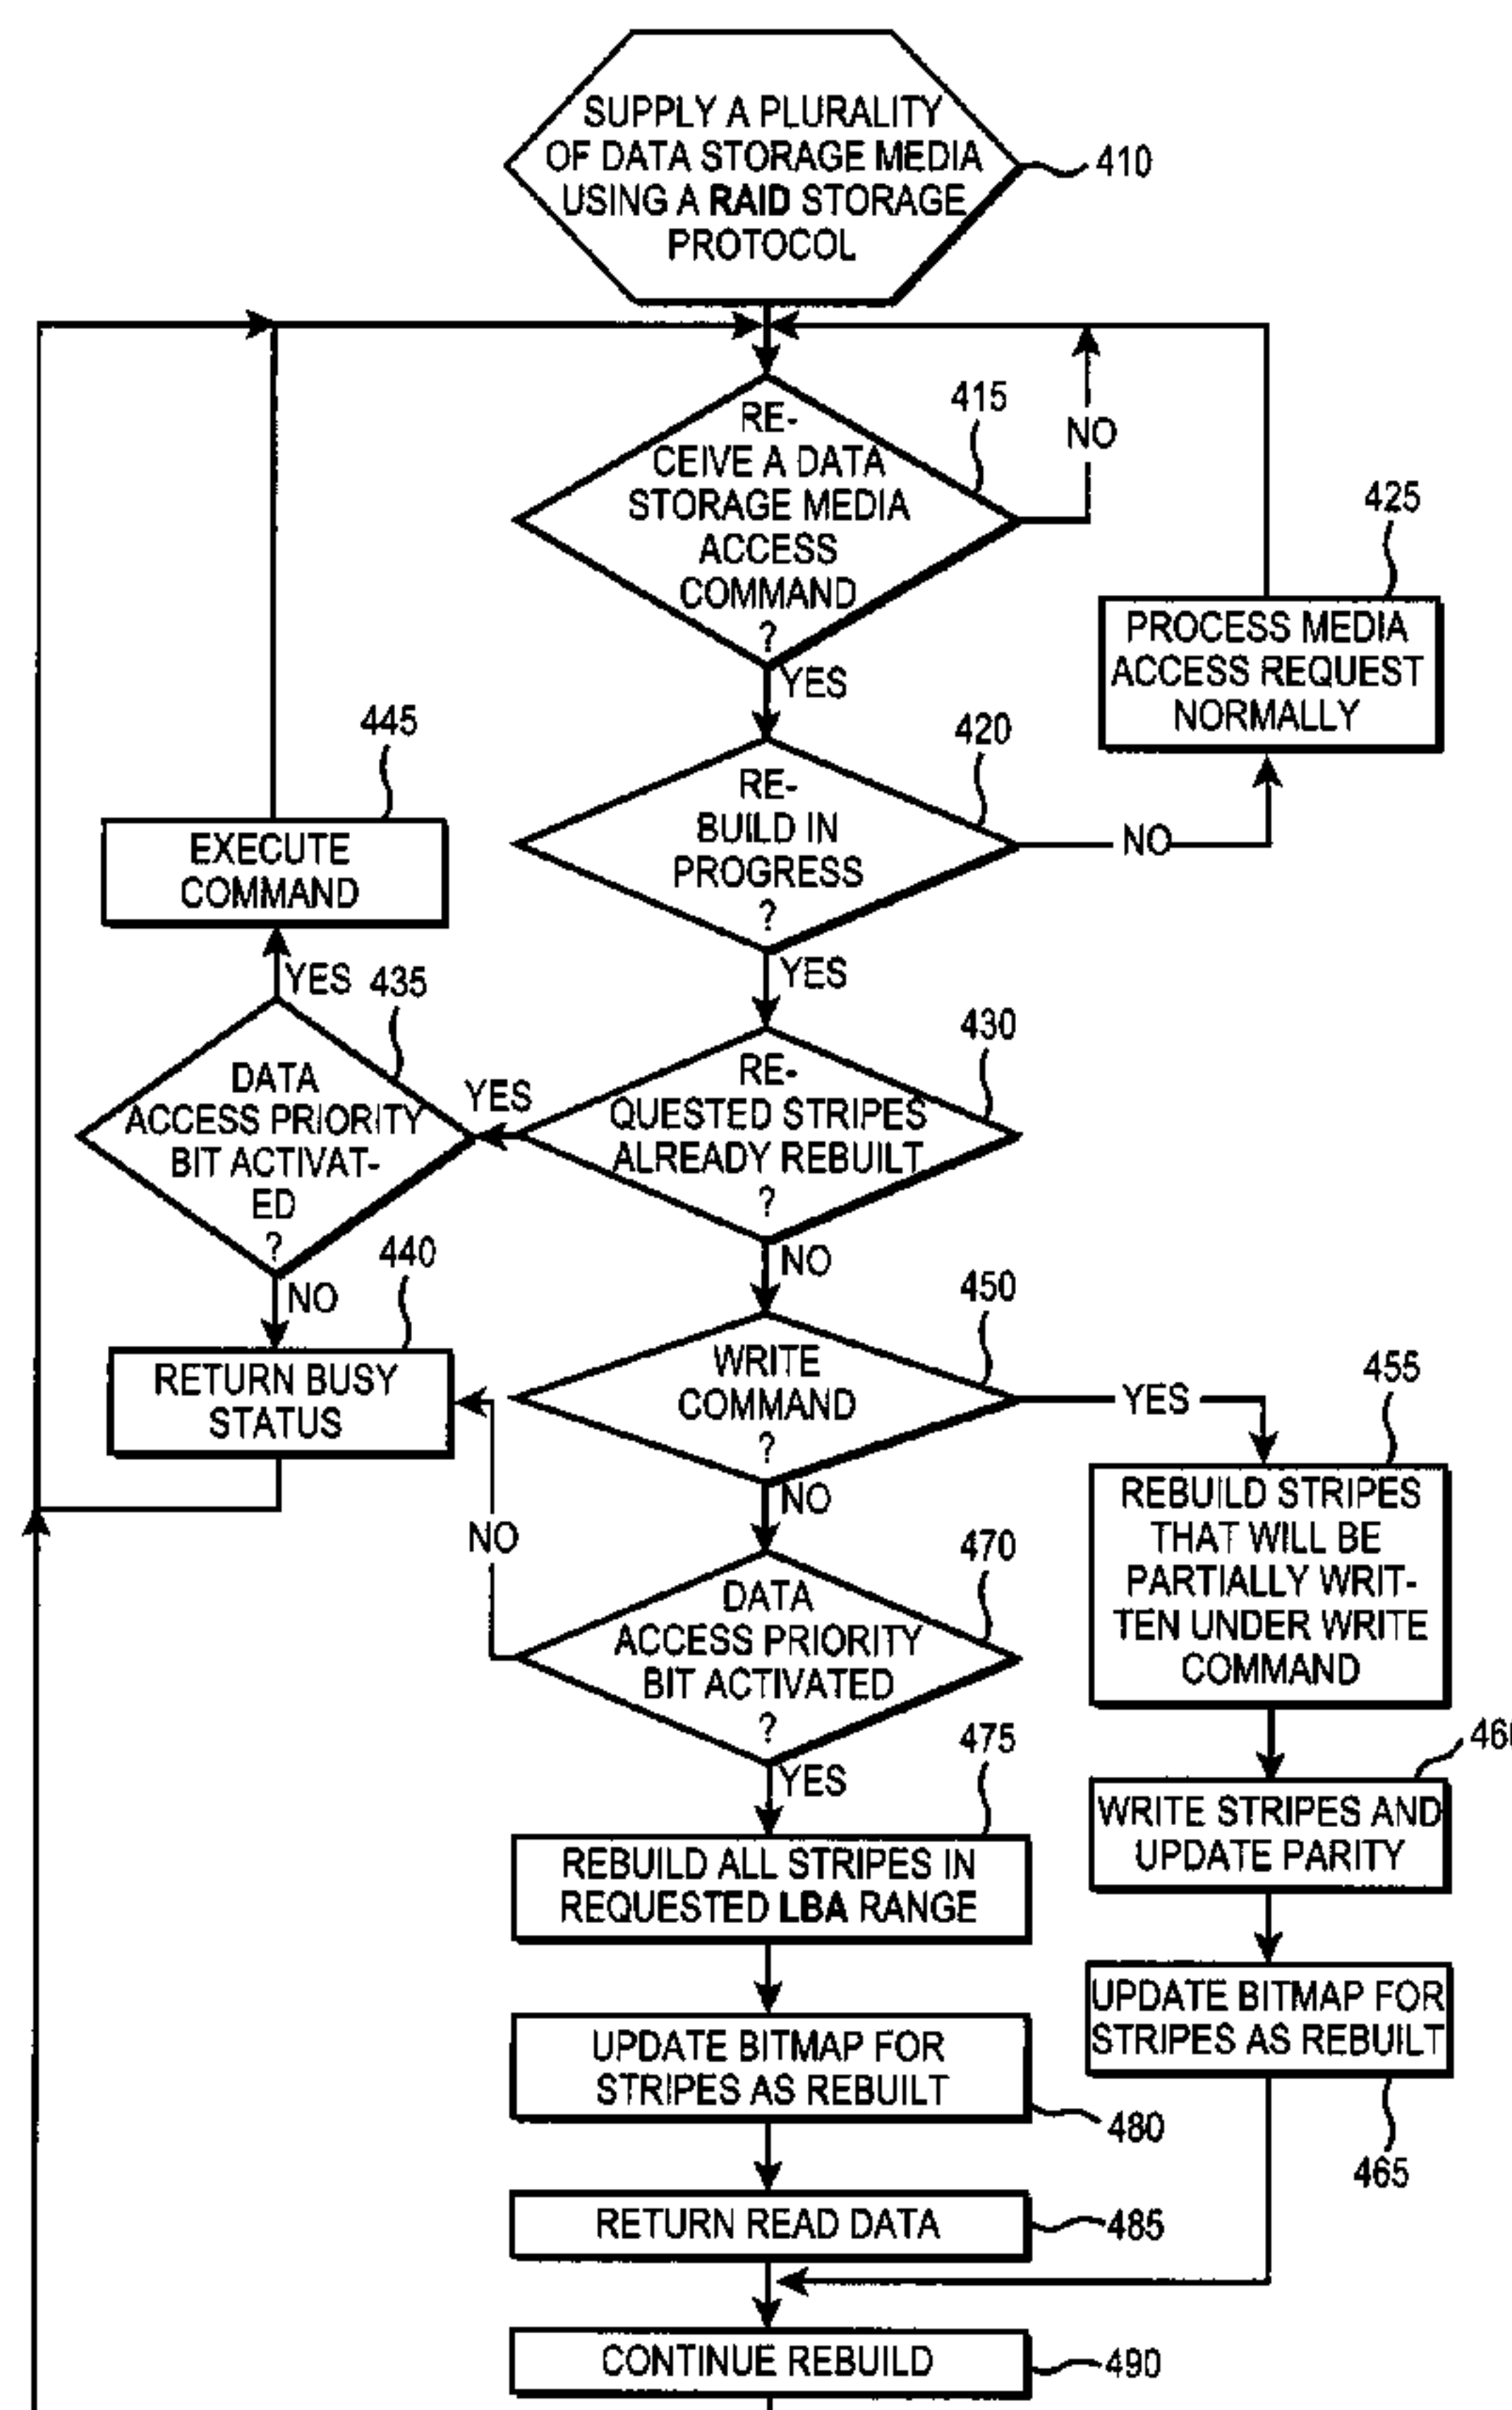 SUPPLY A PLURALITY
OF DATA STORAGE MEDIA
USING A RAID STORAGE
PROTOCOL
410
RE-
CEIVE A DATA
STORAGE MEDIA
ACCESS
COMMAND
?
415
NO
YES
425
PROCESS MEDIA
ACCESS REQUEST
NORMALLY
RE-
BUILD IN
PROGRESS
?
420
NO
YES
445
EXECUTE
COMMAND
YES
435
DATA
ACCESS PRIORITY
BIT ACTIVAT-
ED
?
NO
YES
RE-
QUESTED STRIPES
ALREADY REBUILT
?
430
NO
440
RETURN BUSY
STATUS
WRITE
COMMAND
?
450
YES
NO
455
REBUILD STRIPES
THAT WILL BE
PARTIALLY WRIT-
TEN UNDER WRITE
COMMAND
NO
DATA
ACCESS PRIORITY
BIT ACTIVATED
?
470
YES
WRITE STRIPES AND
UPDATE PARITY
475
REBUILD ALL STRIPES IN
REQUESTED LBA RANGE
UPDATE BITMAP FOR
STRIPES AS REBUILT
465
UPDATE BITMAP FOR
STRIPES AS REBUILT
480
RETURN READ DATA
485
CONTINUE REBUILD
490